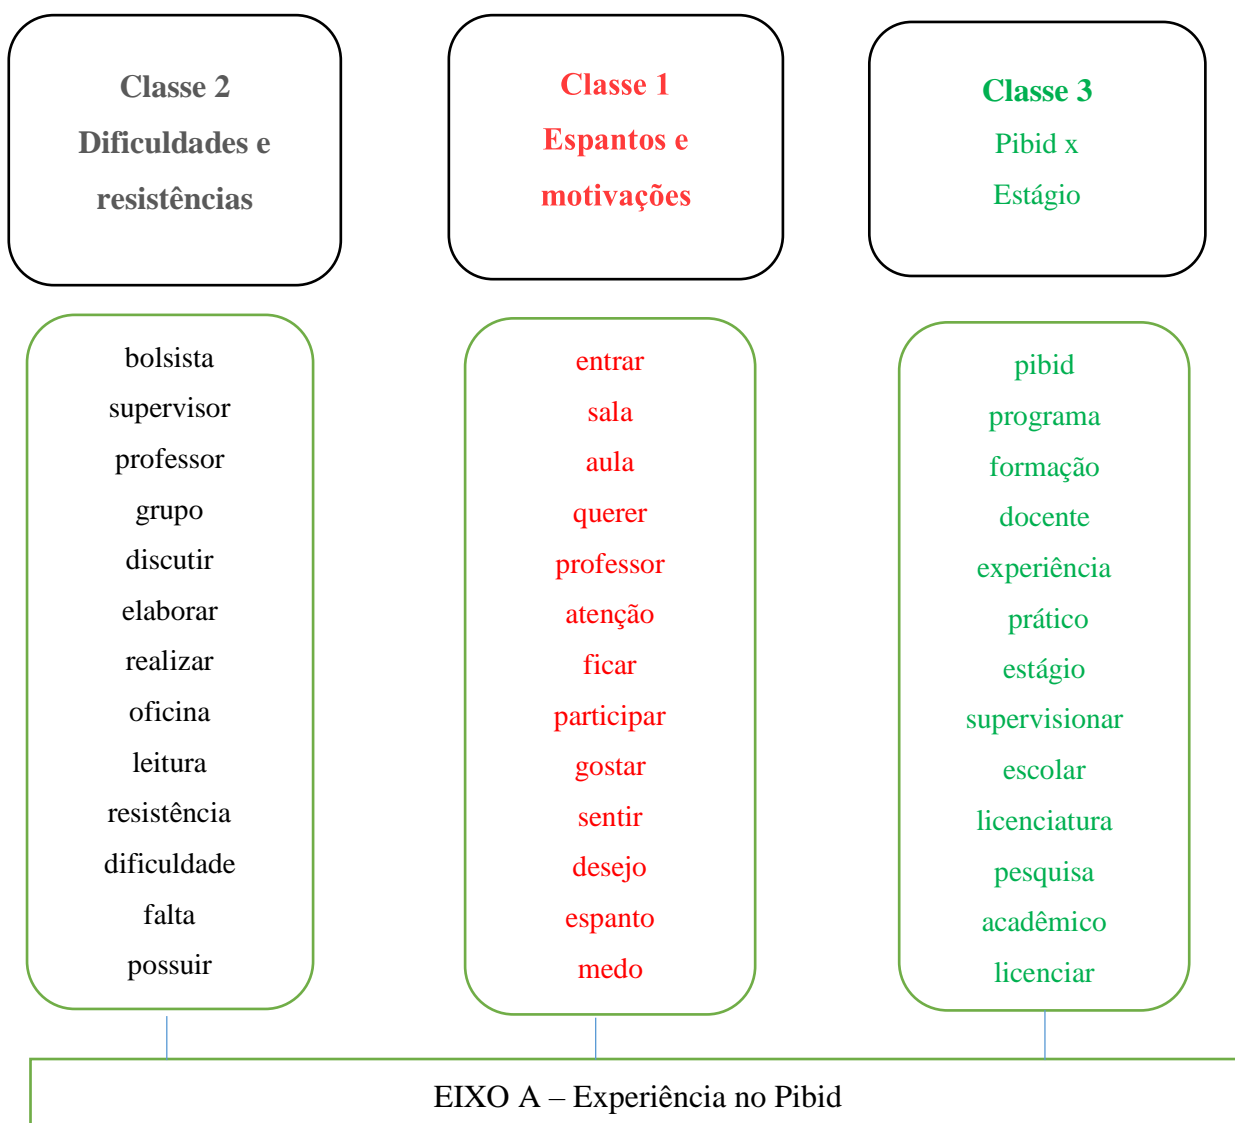 Classe 2
Dificuldades e
resistências
Classe 1
Espantos e
motivações
Classe 3
Pibid x
Estágio
bolsista
supervisor
professor
grupo
discutir
elaborar
realizar
oficina
leitura
resistência
dificuldade
falta
possuir
entrar
sala
aula
querer
professor
atenção
ficar
participar
gostar
sentir
desejo
espanto
medo
pibid
programa
formação
docente
experiência
prático
estágio
supervisionar
escolar
licenciatura
pesquisa
acadêmico
licenciar
EIXO A – Experiência no Pibid